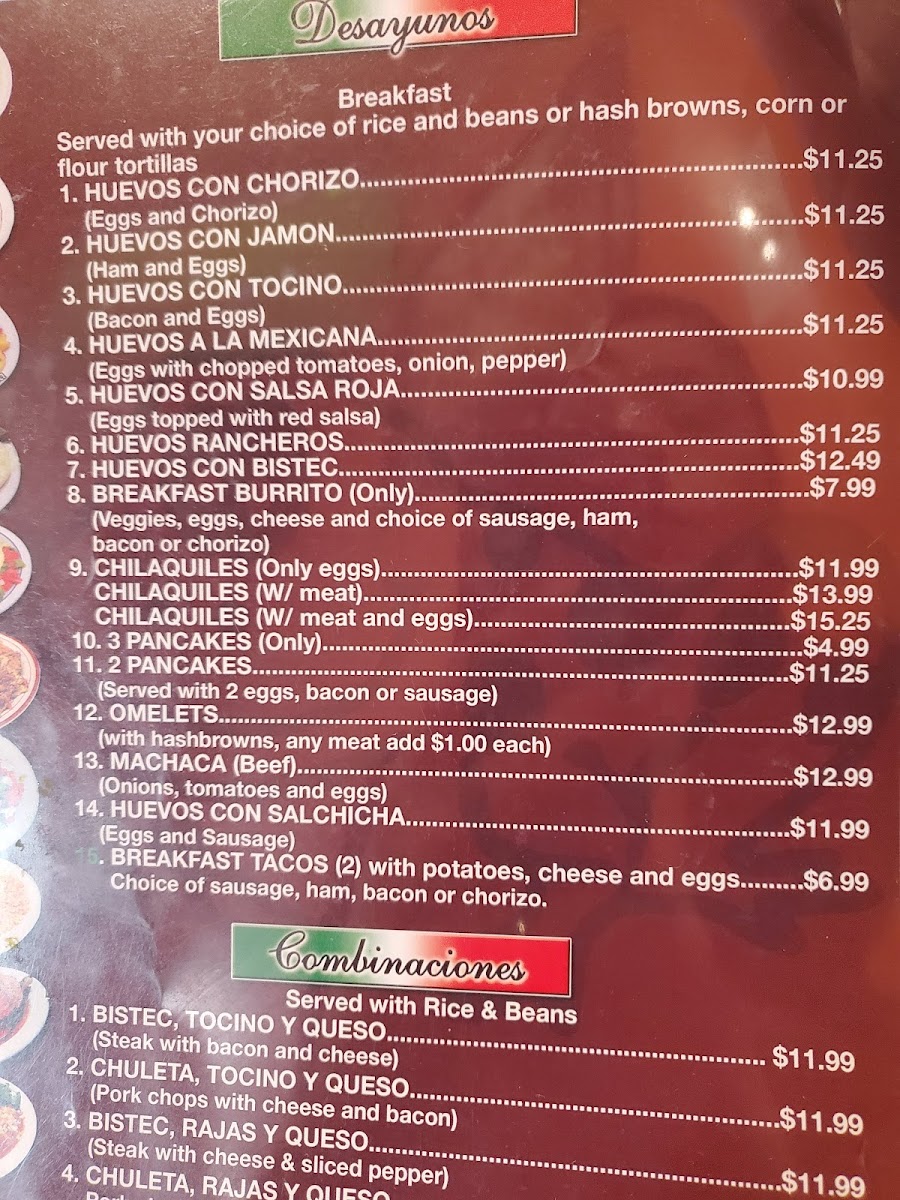 Desayunos
Breakfast
Served with your choice of rice and beans or hash browns, corn or
flour tortillas
1. HUEVOS CON CHORIZO.....$11.25
(Eggs and Chorizo)
2. HUEVOS CON JAMON.....$11.25
(Ham and Eggs)
3. HUEVOS CON TOCINO.....$11.25
(Bacon and Eggs)
4. HUEVOS A LA MEXICANA.....$11.25
(Eggs with chopped tomatoes, onion, pepper)
5. HUEVOS CON SALSA ROJA.....$10.99
(Eggs topped with red salsa)
6. HUEVOS RANCHEROS.....$11.25
7. HUEVOS CON BISTEC.....$12.49
8. BREAKFAST BURRITO (Only).....$7.99
(Veggies, eggs, cheese and choice of sausage, ham,
bacon or chorizo)
9. CHILAQUILES (Only eggs).....$11.99
CHILAQUILES (W/ meat).....$13.99
CHILAQUILES (W/ meat and eggs).....$15.25
10. 3 PANCAKES (Only).....$4.99
11. 2 PANCAKES.....$11.25
(Served with 2 eggs, bacon or sausage)
12. OMELETS.....$12.99
(with hashbrowns, any meat add $1.00 each)
13. MACHACA (Beef).....$12.99
(Onions, tomatoes and eggs)
14. HUEVOS CON SALCHICHA.....$11.99
(Eggs and Sausage)
15. BREAKFAST TACOS (2) with potatoes, cheese and eggs.....$6.99
Choice of sausage, ham, bacon or chorizo.
Combinaciones
Served with Rice & Beans
1. BISTEC, TOCINO Y QUESO..... $11.99
(Steak with bacon and cheese)
2. CHULETA, TOCINO Y QUESO.....$11.99
(Pork chops with cheese and bacon)
3. BISTEC, RAJAS Y QUESO.....$11.99
(Steak with cheese & sliced pepper)
4. CHULETA, RAJAS Y QUESO